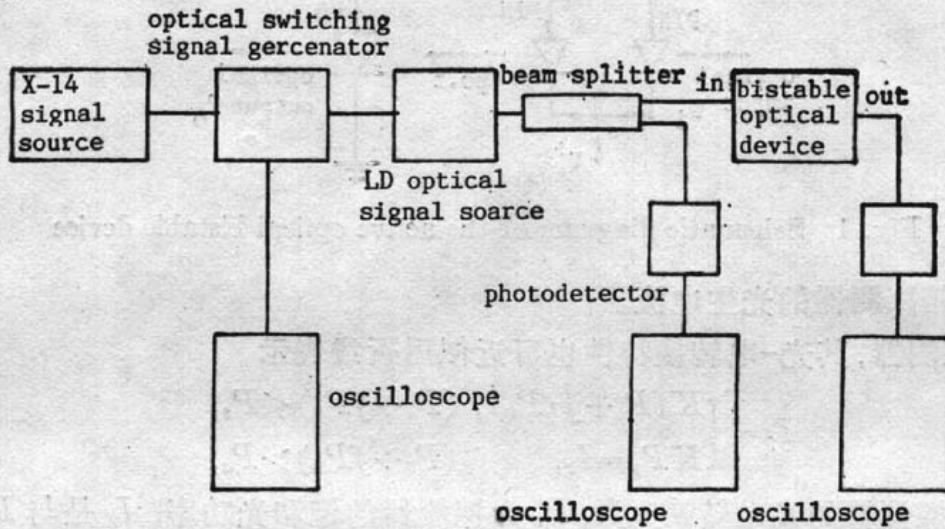 optical switching
signal gercenator
X-14
signal
source
beam splitter
in
bistable
optical
device
out
LD optical
signal soarce
photodetector
oscilloscope
oscilloscope
oscilloscope